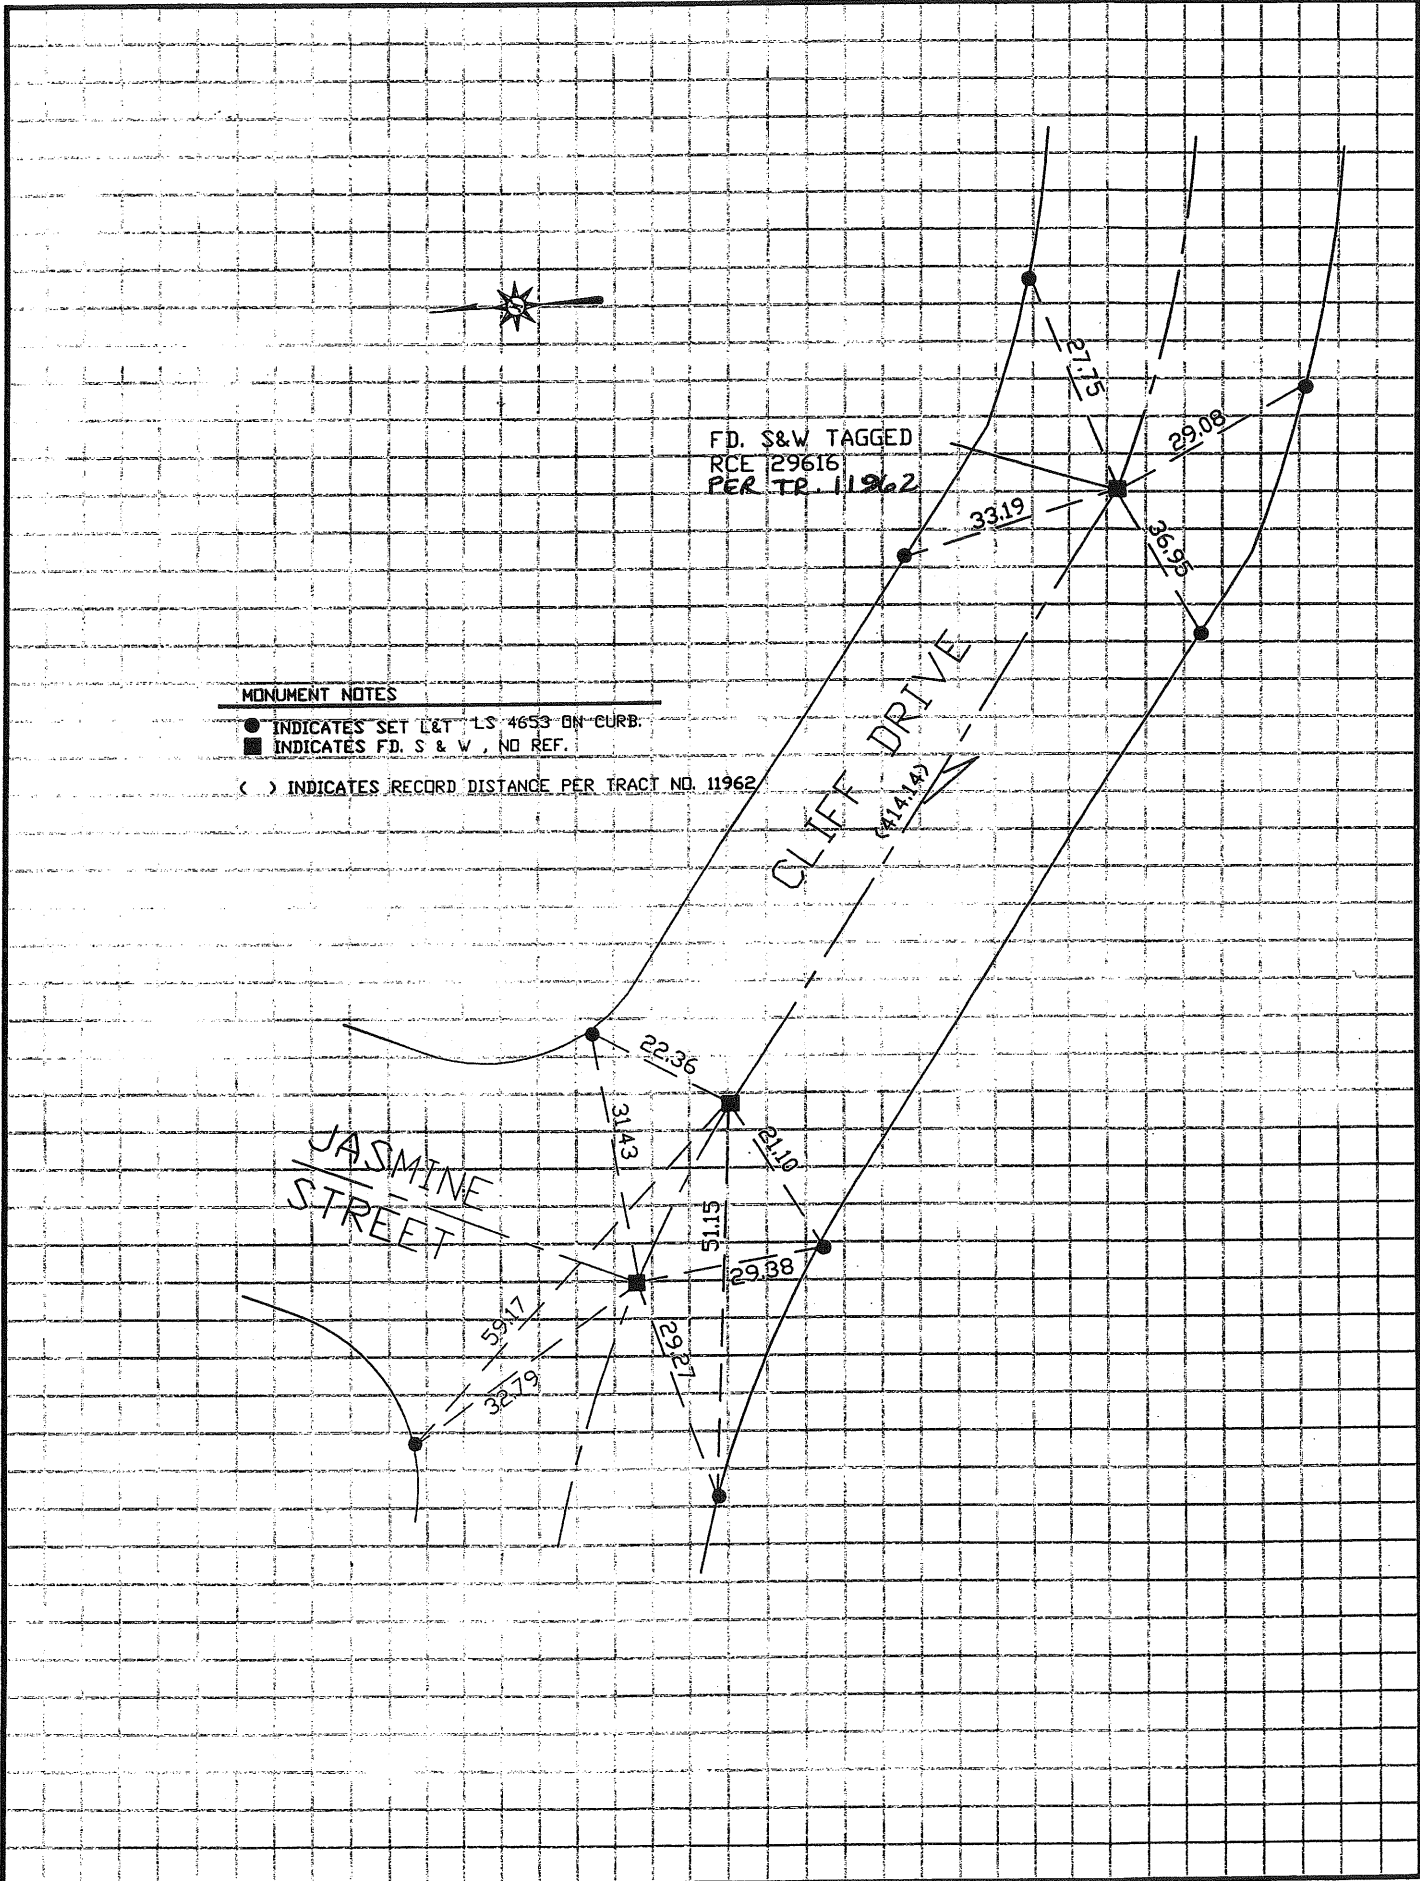 27.75
29.08
FD. S&W TAGGED
RCE 29616
PER TR. 11962
33.19
36.95
MONUMENT NOTES
● INDICATES SET L&T LS 4653 ON CURB.
■ INDICATES FD. S & W , NO REF.
( ) INDICATES RECORD DISTANCE PER TRACT NO. 11962
CLIFF DRIVE
(414.14)
22.36
31.43
21.10
JASMINE
STREET
51.15
29.38
59.17
29.27
32.79